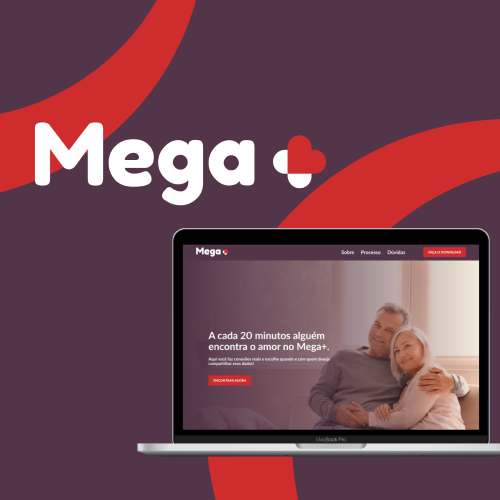 Mega
Mega
Sobre Processo Dúvidas FAÇA O DOWNLOAD
A cada 20 minutos alguém
encontra o amor no Mega+.
Aqui você faz conexões reais e escolhe quando e com quem deseja
compartilhar seus dados!
ENCONTRAR AGORA
MacBook Pro